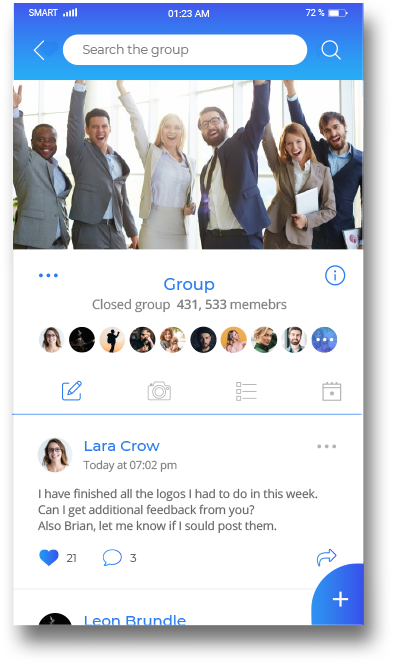 SMART 01:23 AM 72 %
Search the group
Group
Closed group 431, 533 memebrs
Lara Crow
Today at 07:02 pm
I have finished all the logos I had to do in this week.
Can I get additional feedback from you?
Also Brian, let me know if I sould post them.
21 3
Leon Brundle